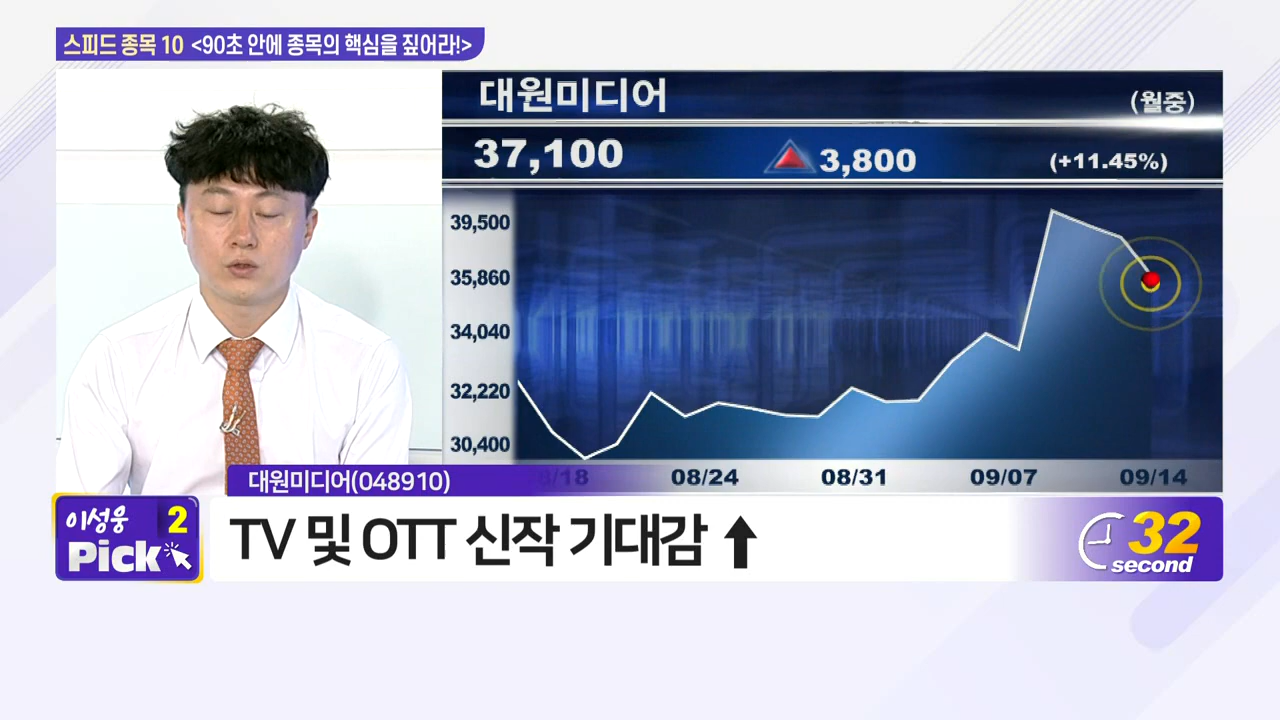 스피드 종목 10 <90초 안에 종목의 핵심을 짚어라!>
대원미디어
(월중)
37,100 ▲ 3,800 (+11.45%)
39,500
35,860
34,040
32,220
30,400
8/18 08/24 08/31 09/07 09/14
대원미디어(048910)
이성웅 2
Pick
TV 및 OTT 신작 기대감 ↑
32
second